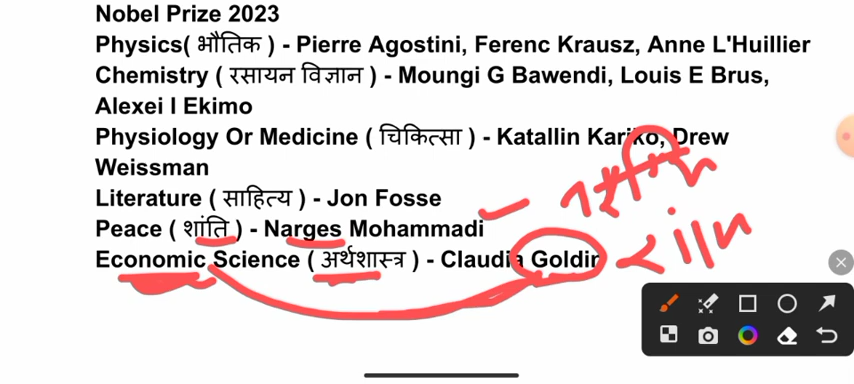 Nobel Prize 2023
Physics( भौतिक ) - Pierre Agostini, Ferenc Krausz, Anne L'Huillier
Chemistry ( रसायन विज्ञान ) - Moungi G Bawendi, Louis E Brus,
Alexei I Ekimo
Physiology Or Medicine ( चिकित्सा ) - Katallin Kariko, Drew
Weissman
Literature ( साहित्य ) - Jon Fosse
Peace ( शांति ) - Narges Mohammadi
Economic Science ( अर्थशास्त्र ) - Claudia Goldin